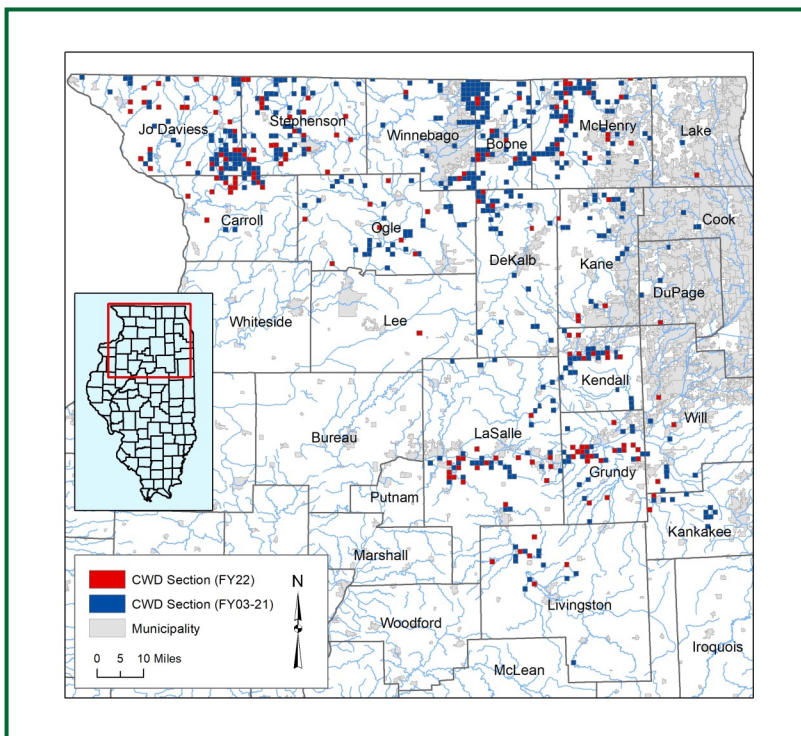 Jo Daviess
Stephenson
Winnebago
Boone
McHenry
Lake
Carroll
Ogle
DeKalb
Kane
Cook
DuPage
Whiteside
Lee
Kendall
Will
Bureau
LaSalle
Grundy
Putnam
Kankakee
Marshall
Livingston
Woodford
McLean
Iroquois
CWD Section (FY22)
CWD Section (FY03-21)
Municipality
N
0 5 10 Miles